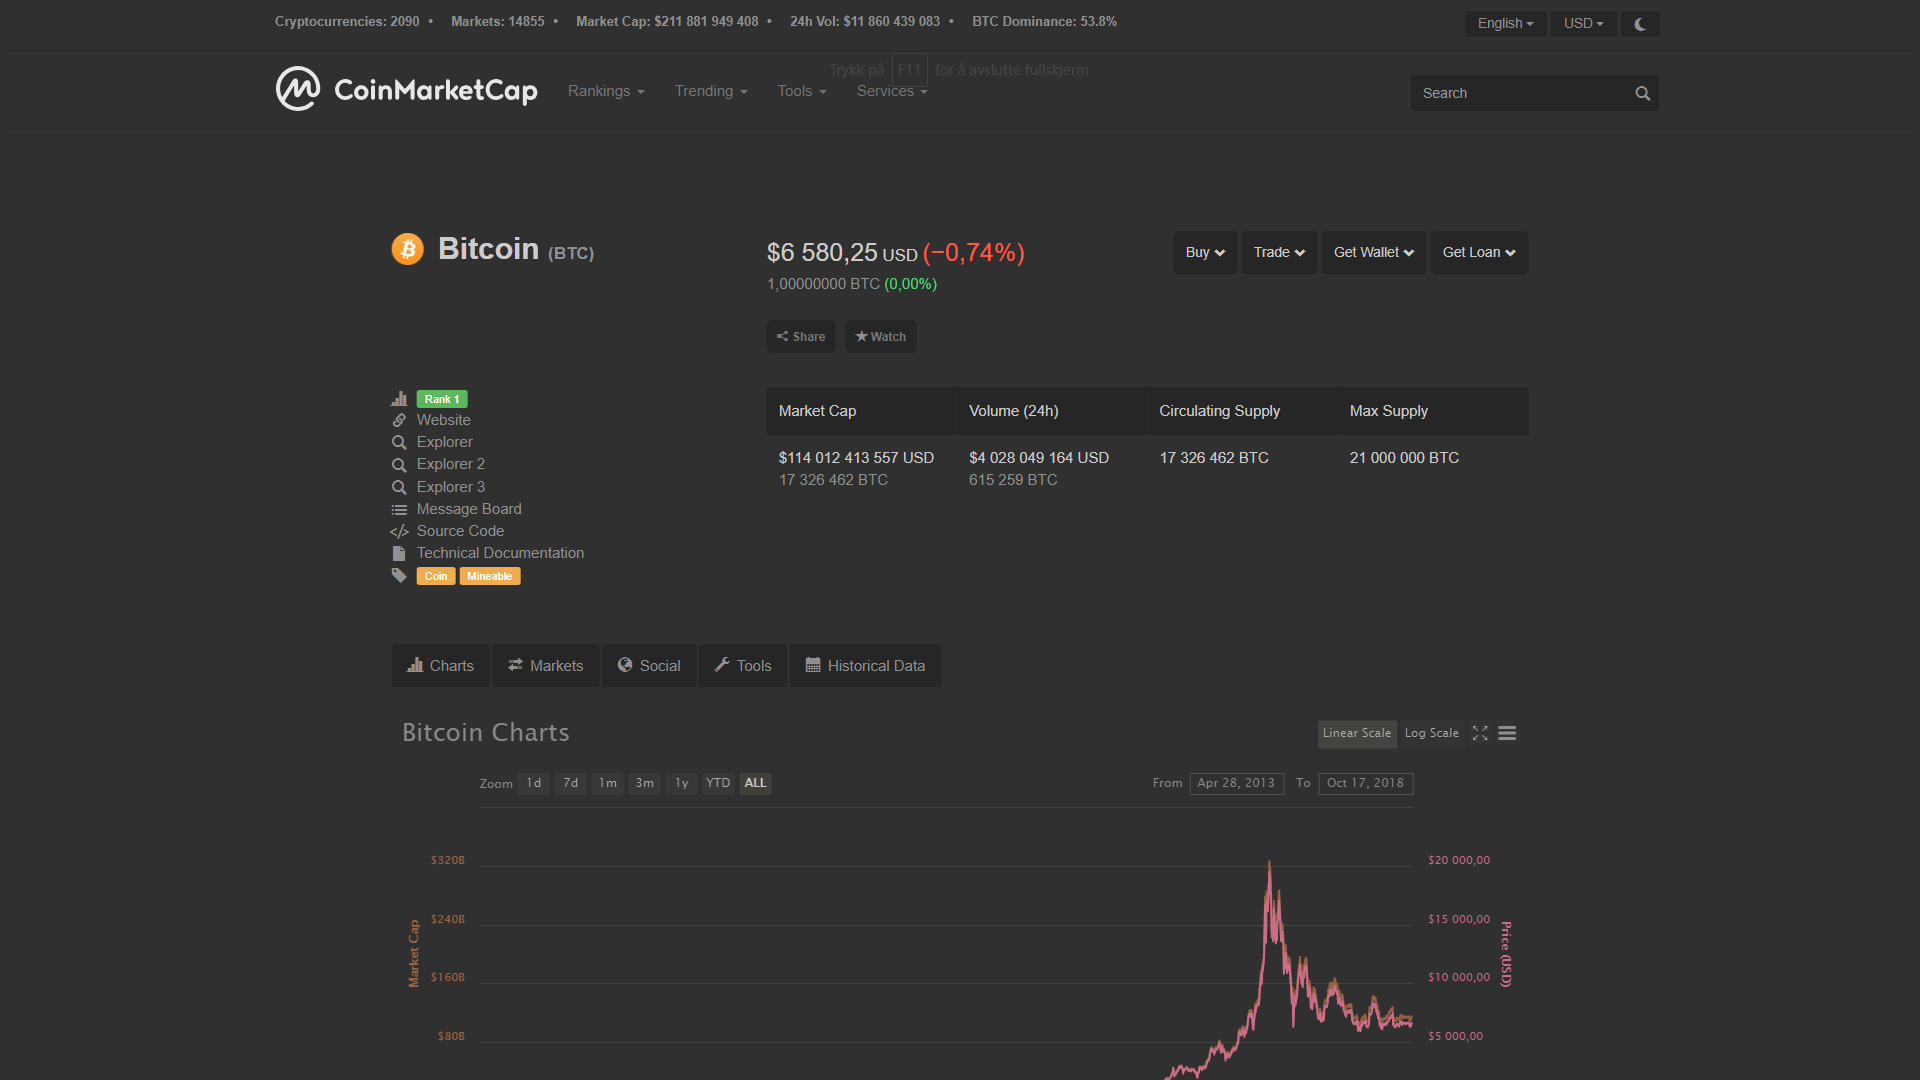 Cryptocurrencies: 2090 • Markets: 14855 • Market Cap: $211 881 949 408 • 24h Vol: $11 860 439 083 • BTC Dominance: 53.8%
English USD
Trykk på F11 for å avslutte fullskjerm
CoinMarketCap Rankings Trending Tools Services
Search
Bitcoin (BTC)
$6 580,25 USD (−0,74%)
1,00000000 BTC (0,00%)
Buy Trade Get Wallet Get Loan
Share Watch
Rank 1
Website
Explorer
Explorer 2
Explorer 3
Message Board
Source Code
Technical Documentation
Coin Mineable
Market Cap Volume (24h) Circulating Supply Max Supply
$114 012 413 557 USD $4 028 049 164 USD 17 326 462 BTC 21 000 000 BTC
17 326 462 BTC 615 259 BTC
Charts Markets Social Tools Historical Data
Bitcoin Charts
Linear Scale Log Scale
Zoom 1d 7d 1m 3m 1y YTD ALL
From Apr 28, 2013 To Oct 17, 2018
$320B $20 000,00
$240B $15 000,00
Market Cap
Price (USD)
$160B $10 000,00
$80B $5 000,00